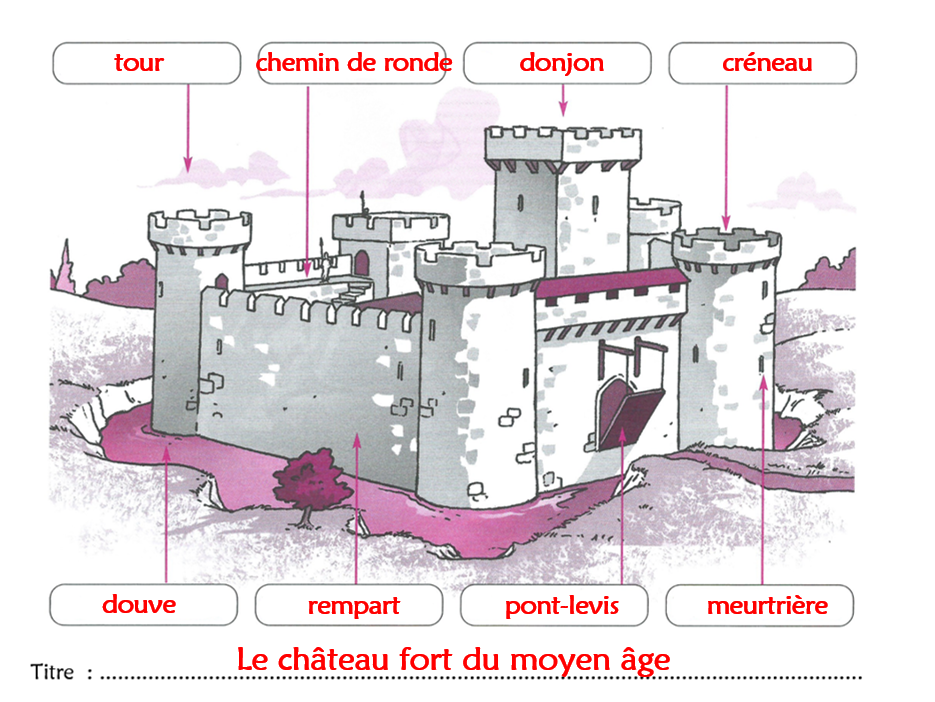 tour
chemin de ronde
donjon
créneau
douve
rempart
pont-levis
meurtrière
Le château fort du moyen âge
Titre : ................................................................................................................................